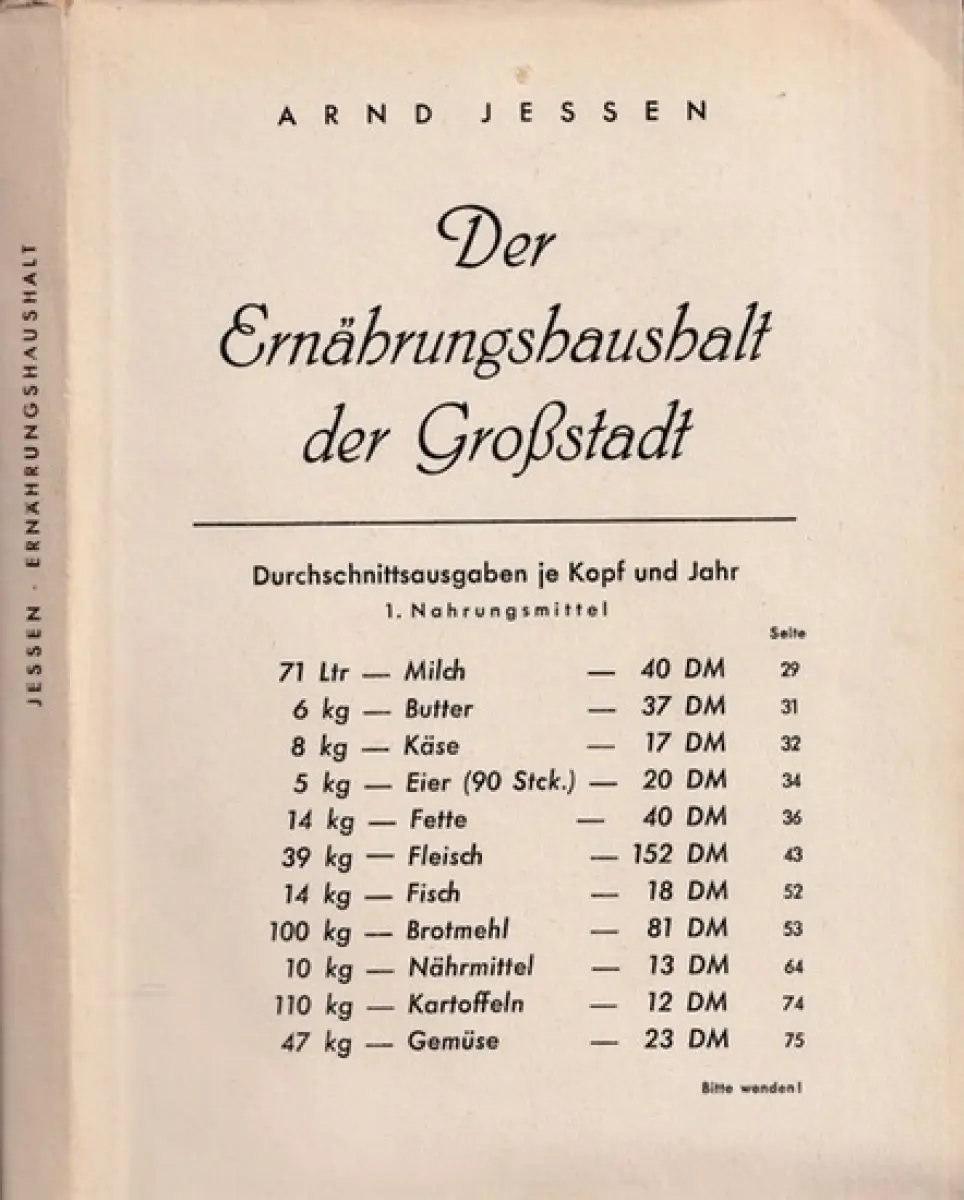 JESSEN · ERNÄHRUNGSHAUSHALT
ARND JESSEN
Der
Ernährungshaushalt
der Großstadt
Durchschnittsausgaben je Kopf und Jahr
1. Nahrungsmittel
Seite
71 Ltr — Milch — 40 DM 29
6 kg — Butter — 37 DM 31
8 kg — Käse — 17 DM 32
5 kg — Eier (90 Stck.) — 20 DM 34
14 kg — Fette — 40 DM 36
39 kg — Fleisch — 152 DM 43
14 kg — Fisch — 18 DM 52
100 kg — Brotmehl — 81 DM 53
10 kg — Nährmittel — 13 DM 64
110 kg — Kartoffeln — 12 DM 74
47 kg — Gemüse — 23 DM 75
Bitte wenden!